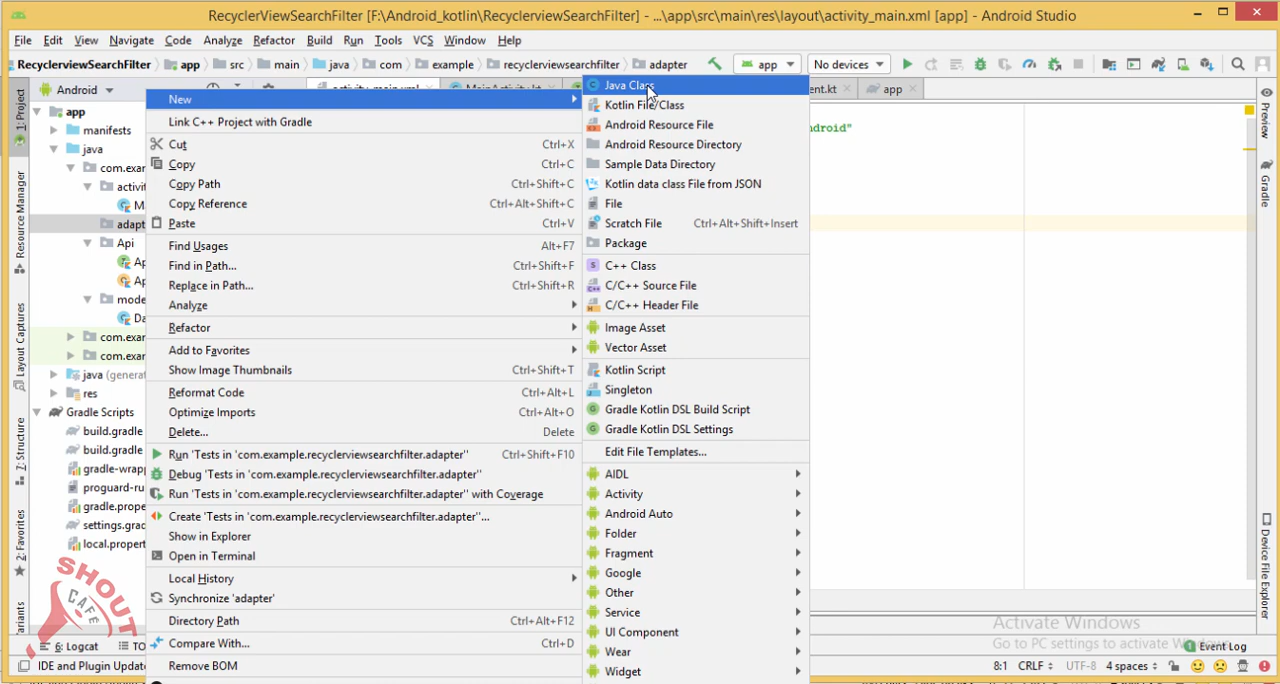 RecyclerViewSearchFilter [F:\Android_kotlin\RecyclerviewSearchFilter] - ...\app\src\main\res\layout\activity_main.xml [app] - Android Studio
File Edit View Navigate Code Analyze Refactor Build Run Tools VCS Window Help
RecyclerviewSearchFilter app src main java com example recyclerviewsearchfilter adapter app No devices
1: Project
Resource Manager
Layout Captures
7: Structure
2: Favorites
Android
app
manifests
java
com.exar
activit
adapt
Api
mode
com.exar
com.exar
java (genera
res
Gradle Scripts
build.gradle
build.gradle
gradle-wrapp
proguard-ru
gradle.prope
settings.grad
local.propert
New
Link C++ Project with Gradle
Cut Ctrl+X
Copy Ctrl+C
Copy Path Ctrl+Shift+C
Copy Reference Ctrl+Alt+Shift+C
Paste Ctrl+V
Find Usages Alt+F7
Find in Path... Ctrl+Shift+F
Replace in Path... Ctrl+Shift+R
Analyze
Refactor
Add to Favorites
Show Image Thumbnails Ctrl+Shift+T
Reformat Code Ctrl+Alt+L
Optimize Imports Ctrl+Alt+O
Delete... Delete
Run 'Tests in 'com.example.recyclerviewsearchfilter.adapter'' Ctrl+Shift+F10
Debug 'Tests in 'com.example.recyclerviewsearchfilter.adapter''
Run 'Tests in 'com.example.recyclerviewsearchfilter.adapter'' with Coverage
Create 'Tests in 'com.example.recyclerviewsearchfilter.adapter''...
Show in Explorer
Open in Terminal
Local History
Synchronize 'adapter'
Directory Path Ctrl+Alt+F12
Compare With... Ctrl+D
Remove BOM
Java Class
Kotlin File/Class
Android Resource File
Android Resource Directory
Sample Data Directory
Kotlin data class File from JSON
File
Scratch File Ctrl+Alt+Shift+Insert
Package
C++ Class
C/C++ Source File
C/C++ Header File
Image Asset
Vector Asset
Kotlin Script
Singleton
Gradle Kotlin DSL Build Script
Gradle Kotlin DSL Settings
Edit File Templates...
AIDL
Activity
Android Auto
Folder
Fragment
Google
Other
Service
UI Component
Wear
Widget
ent.kt app
ndroid"
Preview
Gradle
Device File Explorer
SHOUT
CAFE
Activate Windows
Go to PC settings to activate
6: Logcat TO
Event Log
IDE and Plugin Update
8:1 CRLF UTF-8 4 spaces